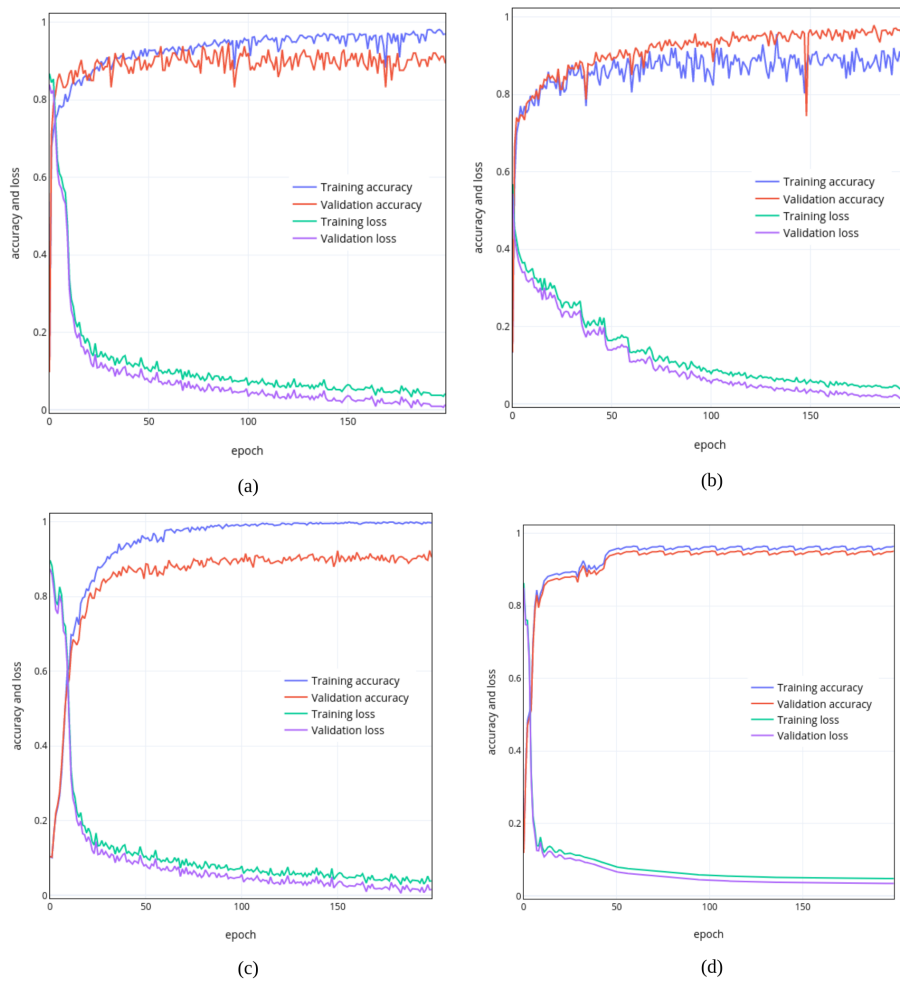 1
0.8
0.6
0.4
0.2
0
accuracy and loss
0 50 100 150
epoch
Training accuracy
Validation accuracy
Training loss
Validation loss
(a)
1
0.8
0.6
0.4
0.2
0
accuracy and loss
0 50 100 150
epoch
Training accuracy
Validation accuracy
Training loss
Validation loss
(b)
1
0.8
0.6
0.4
0.2
0
accuracy and loss
0 50 100 150
epoch
Training accuracy
Validation accuracy
Training loss
Validation loss
(c)
1
0.8
0.6
0.4
0.2
0
accuracy and loss
0 50 100 150
epoch
Training accuracy
Validation accuracy
Training loss
Validation loss
(d)